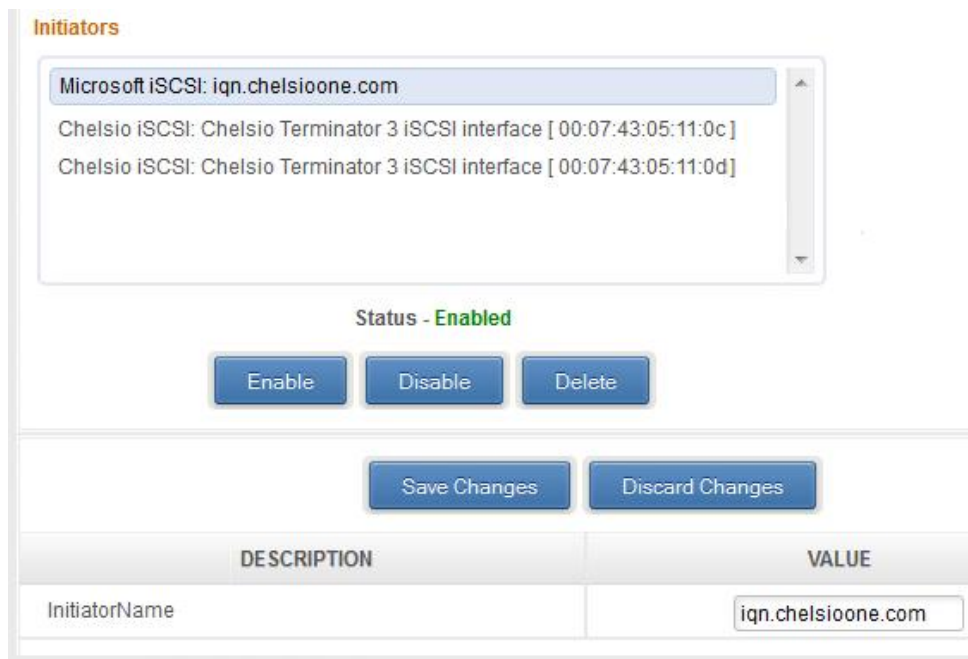 Initiators
Microsoft iSCSI: iqn.chelsioone.com
Chelsio iSCSI: Chelsio Terminator 3 iSCSI interface [ 00:07:43:05:11:0c ]
Chelsio iSCSI: Chelsio Terminator 3 iSCSI interface [ 00:07:43:05:11:0d]
Status - Enabled
Enable Disable Delete
Save Changes Discard Changes
DESCRIPTION VALUE
InitiatorName iqn.chelsioone.com